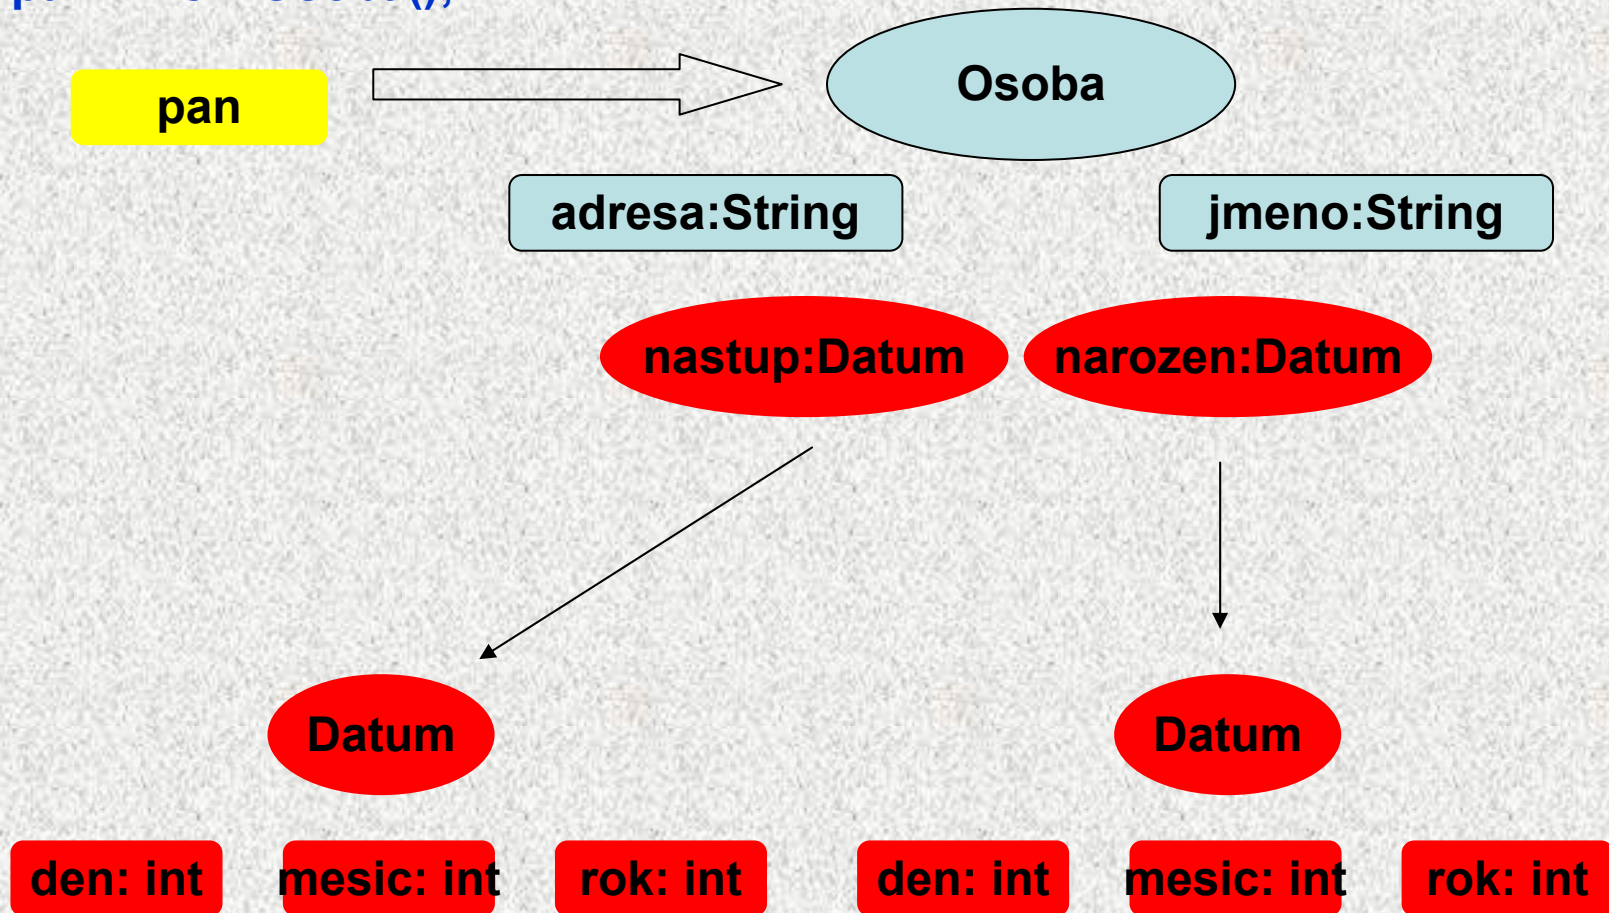 pan
Osoba
adresa:String
jmeno:String
nastup:Datum
narozen:Datum
Datum
Datum
den: int
mesic: int
rok: int
den: int
mesic: int
rok: int